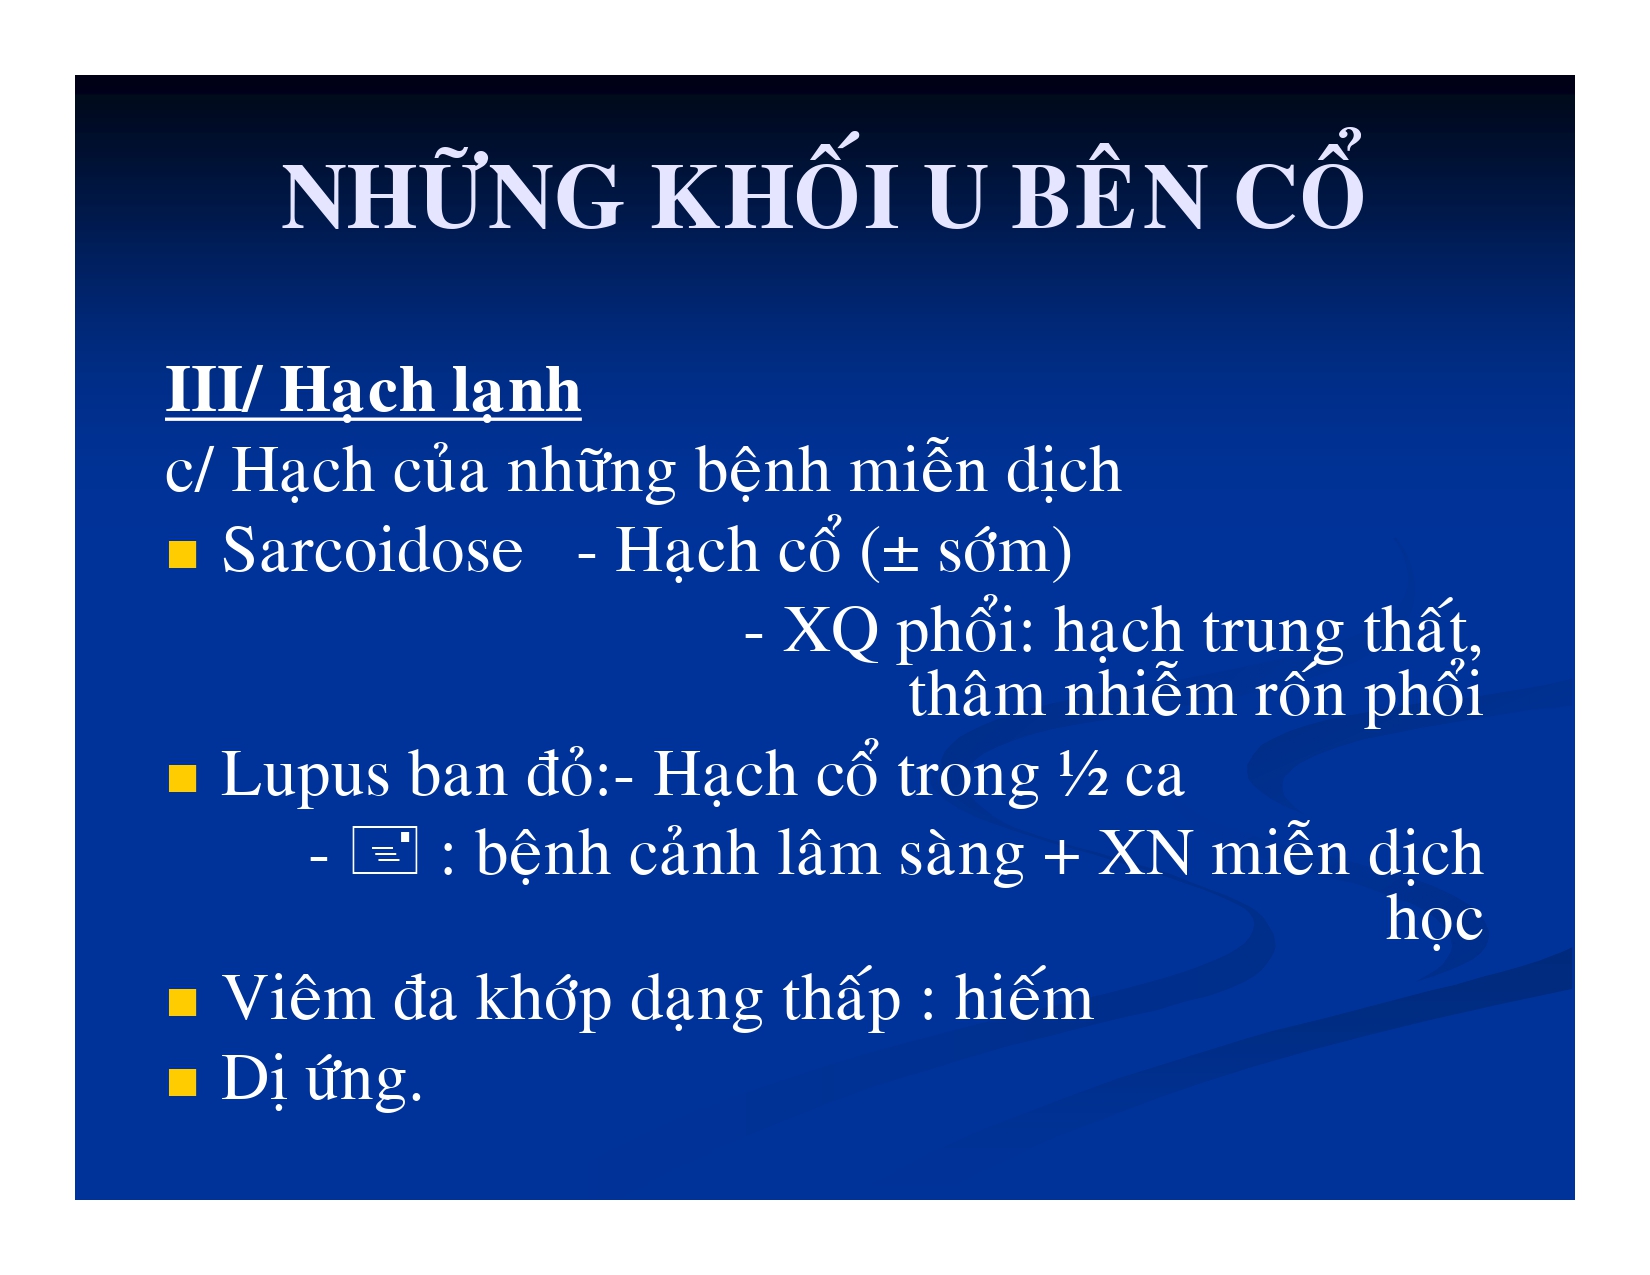 NHỮNG KHỐI U BÊN CỔ
III/ Hạch lạnh
c/ Hạch của những bệnh miễn dịch
Sarcoidose - Hạch cổ (± sớm)
- XQ phổi: hạch trung thất,
thâm nhiễm rốn phổi
Lupus ban đỏ:- Hạch cổ trong ½ ca
- : bệnh cảnh lâm sàng + XN miễn dịch
học
Viêm đa khớp dạng thấp : hiếm
Dị ứng.